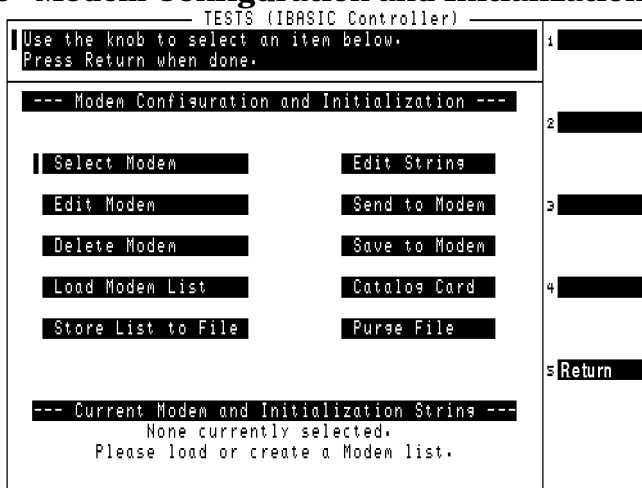 Modem Configuration and Initialization
TESTS (IBASIC Controller)
Use the knob to select an item below.
Press Return when done.
--- Modem Configuration and Initialization ---
Select Modem
Edit Modem
Delete Modem
Load Modem List
Store List to File
Edit String
Send to Modem
Save to Modem
Catalog Card
Purge File
--- Current Modem and Initialization String ---
None currently selected.
Please load or create a Modem list.
1
2
3
4
5 Return